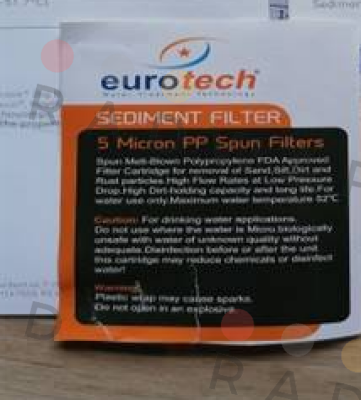 Sediment
eurotech
Water Treatment Technology
SEDIMENT FILTER
5 Micron PP Spun Filters
Spun Melt-Blown Polypropylene FDA Approved
Filter Cartridge for removal of Sand,Silt,Dirt and
Rust particles.High Flow Rates at Low Pressure
Drop.High Dirt-holding capacity and long life.For
water use only.Maximum water temperature 52°C
Caution: For drinking water applications.
Do not use where the water is Micro biologically
unsafe with water of unknown quality without
adequate.Disinfection before or after the unit
this cartridge may reduce chemicals or disinfect
water!
Warning:
Plastic wrap may cause sparks.
Do not open in an explosive.